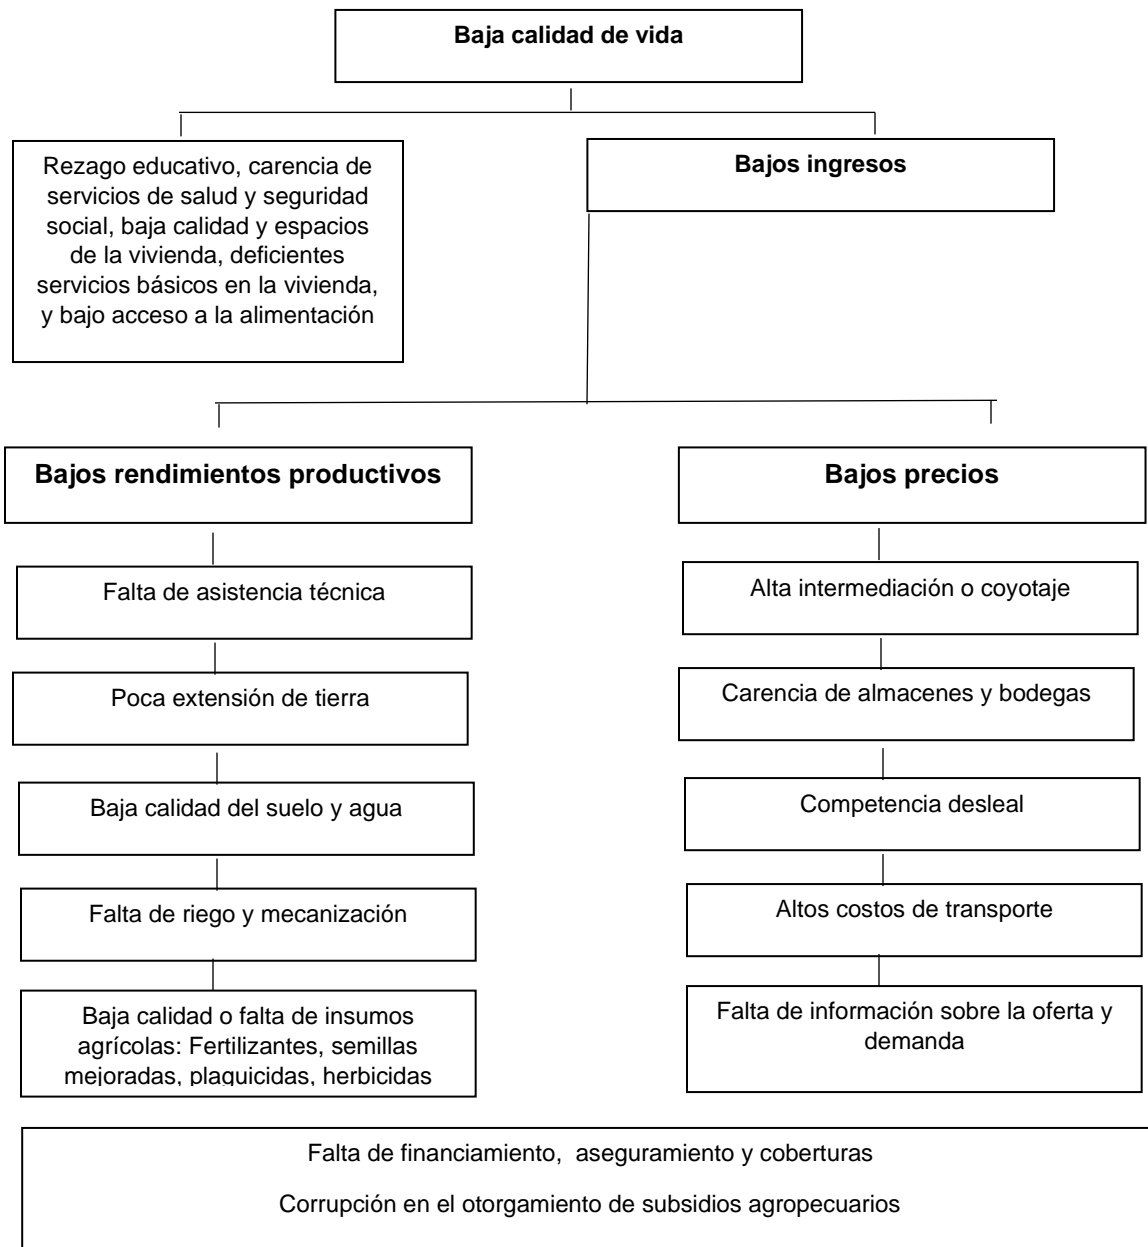 Baja calidad de vida
Rezago educativo, carencia de
servicios de salud y seguridad
social, baja calidad y espacios
de la vivienda, deficientes
servicios básicos en la vivienda,
y bajo acceso a la alimentación
Bajos ingresos
Bajos rendimientos productivos
Falta de asistencia técnica
Poca extensión de tierra
Baja calidad del suelo y agua
Falta de riego y mecanización
Baja calidad o falta de insumos
agrícolas: Fertilizantes, semillas
mejoradas, plaguicidas, herbicidas
Bajos precios
Alta intermediación o coyotaje
Carencia de almacenes y bodegas
Competencia desleal
Altos costos de transporte
Falta de información sobre la oferta y
demanda
Falta de financiamiento, aseguramiento y coberturas
Corrupción en el otorgamiento de subsidios agropecuarios